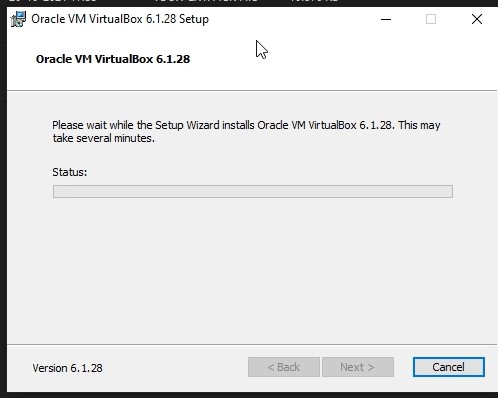 Oracle VM VirtualBox 6.1.28 Setup
Oracle VM VirtualBox 6.1.28
Please wait while the Setup Wizard installs Oracle VM VirtualBox 6.1.28. This may
take several minutes.
Status:
Version 6.1.28
< Back
Next >
Cancel